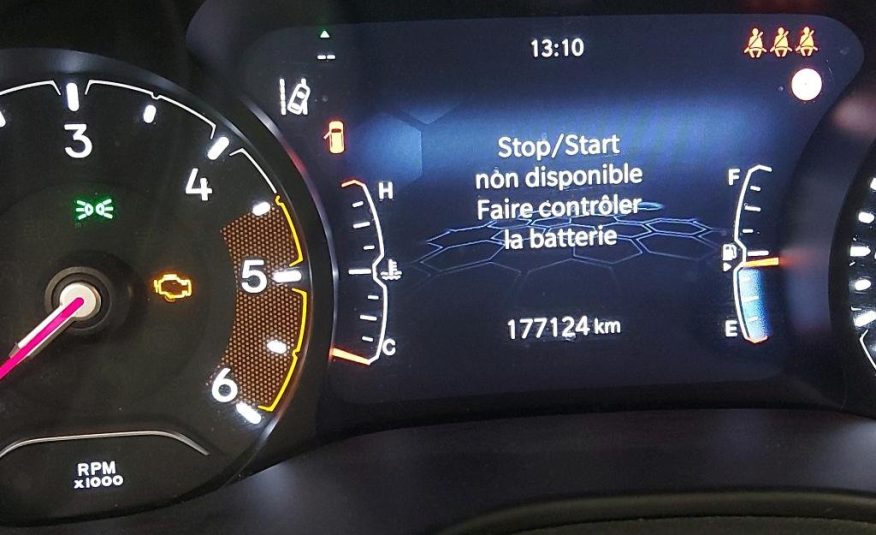 --
13:10
3
4
5
6
RPM
x1000
H
C
Stop/Start
non disponible
Faire contrôler
la batterie
177124 km
F
E